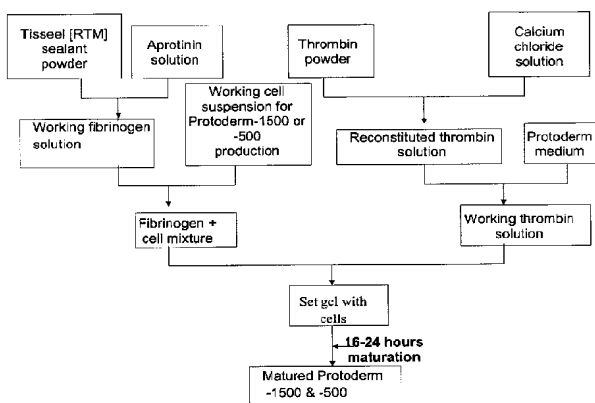 Tisseel [RTM]
sealant
powder
Aprotinin
solution
Thrombin
powder
Calcium
chloride
solution
Working fibrinogen
solution
Working cell
suspension for
Protoderm-1500 or
-500
production
Reconstituted thrombin
solution
Protoderm
medium
Fibrinogen +
cell mixture
Working thrombin
solution
Set gel with
cells
16-24 hours
maturation
Matured Protoderm
-1500 & -500